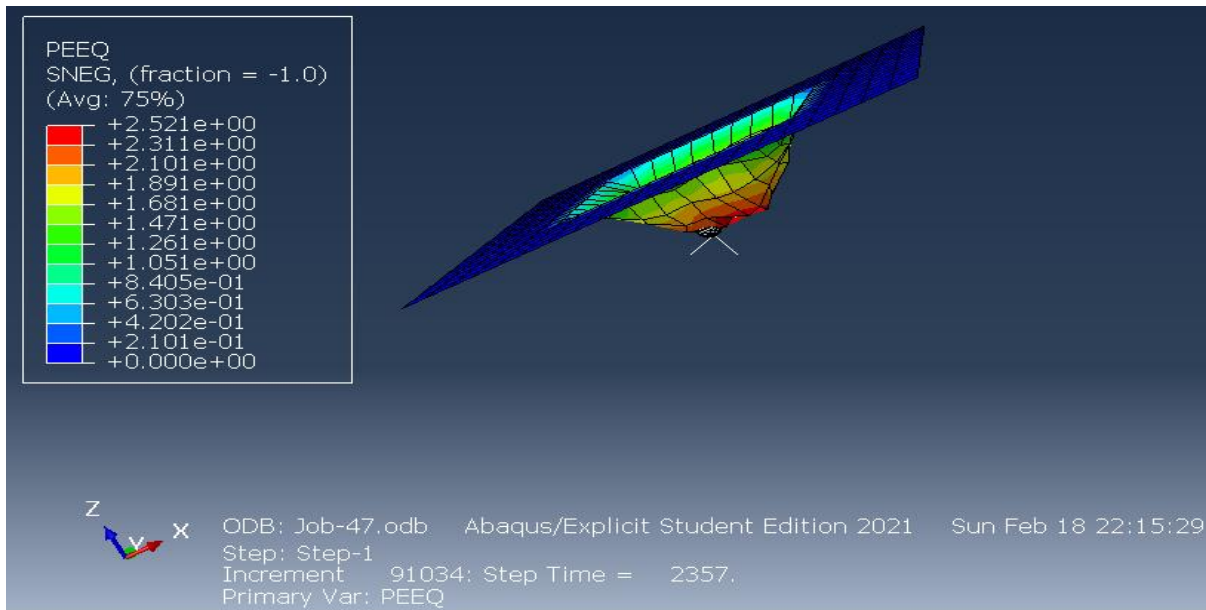 PEEQ
SNEG, (fraction = -1.0)
(Avg: 75%)
+2.521e+00
+2.311e+00
+2.101e+00
+1.891e+00
+1.681e+00
+1.471e+00
+1.261e+00
+1.051e+00
+8.405e-01
+6.303e-01
+4.202e-01
+2.101e-01
+0.000e+00
Z
Y
X
ODB: Job-47.odb Abaqus/Explicit Student Edition 2021 Sun Feb 18 22:15:29
Step: Step-1
Increment 91034: Step Time = 2357.
Primary Var: PEEQ